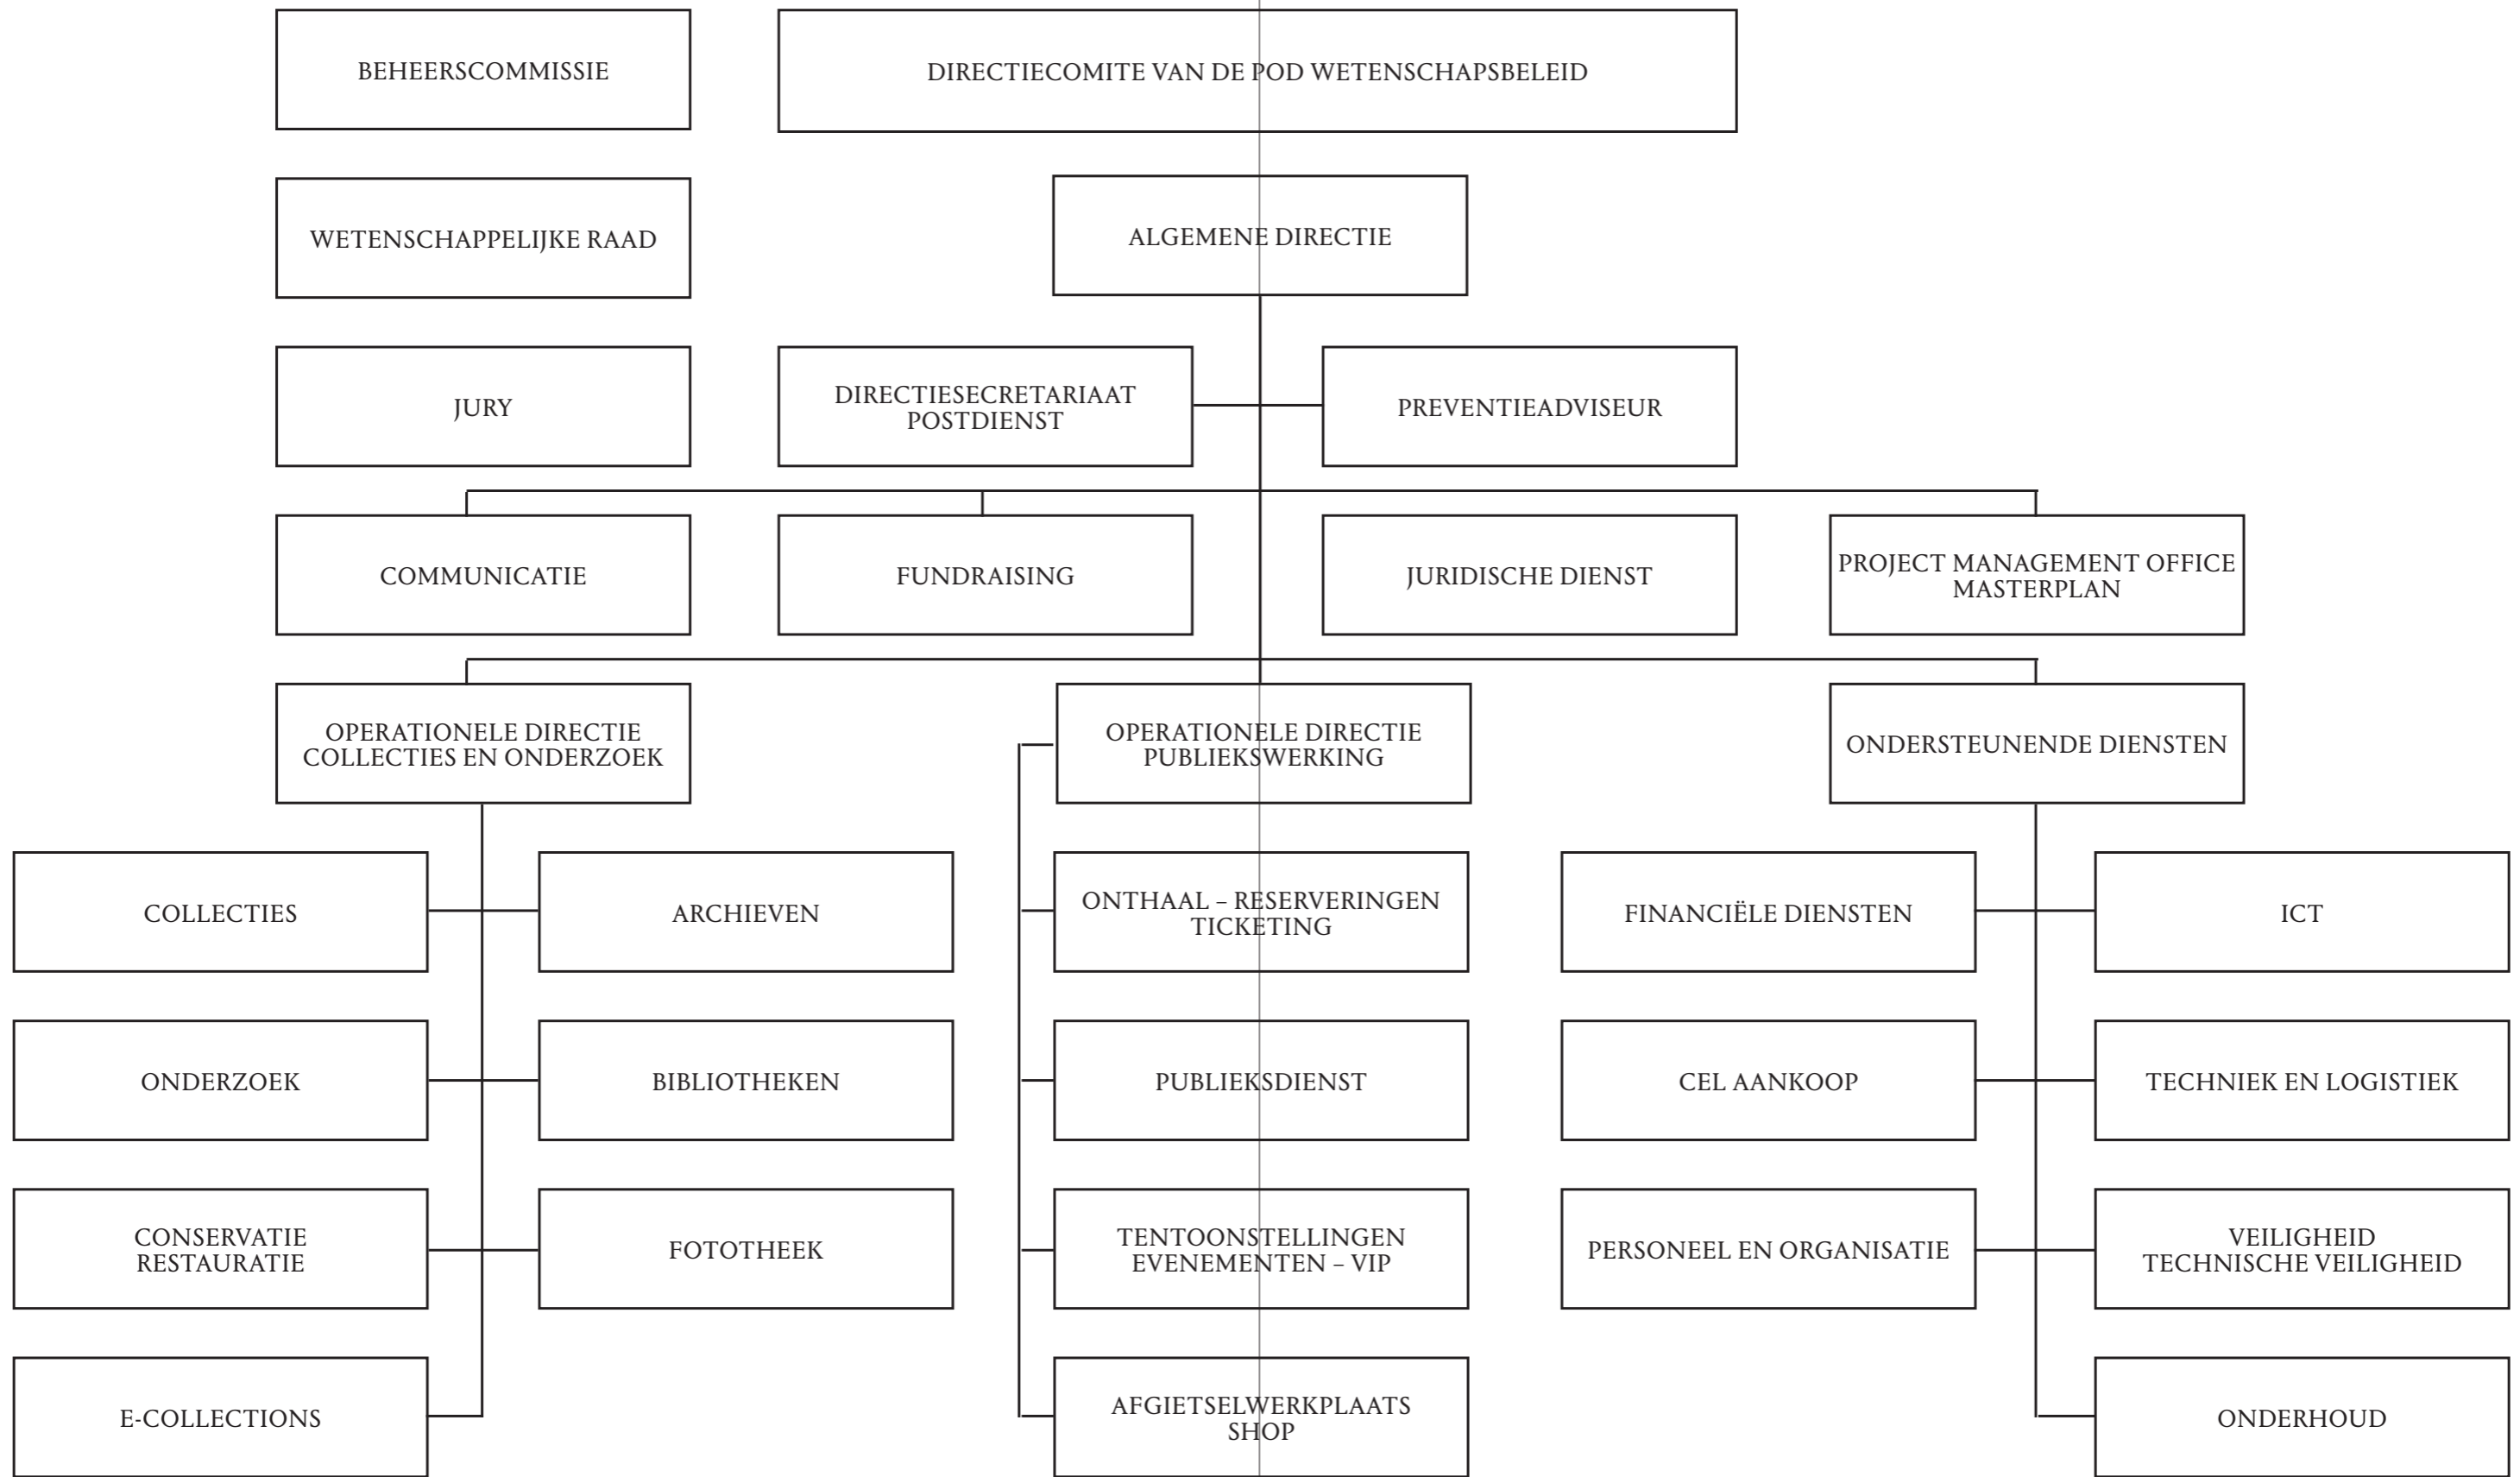 BEHEERSCOMMISSIE
DIRECTIECOMITE VAN DE POD WETENSCHAPSBELEID
WETENSCHAPPELIJKE RAAD
ALGEMENE DIRECTIE
JURY
DIRECTIESECRETARIAAT
POSTDIENST
PREVENTIEADVISEUR
COMMUNICATIE
FUNDRAISING
JURIDISCHE DIENST
PROJECT MANAGEMENT OFFICE
MASTERPLAN
OPERATIONELE DIRECTIE
COLLECTIES EN ONDERZOEK
OPERATIONELE DIRECTIE
PUBLIEKSWERKING
ONDERSTEUNENDE DIENSTEN
COLLECTIES
ARCHIEVEN
ONTHAAL – RESERVERINGEN
TICKETING
FINANCIËLE DIENSTEN
ICT
ONDERZOEK
BIBLIOTHEKEN
PUBLIEKSDIENST
CEL AANKOOP
TECHNIEK EN LOGISTIEK
CONSERVATIE
RESTAURATIE
FOTOTHEEK
TENTOONSTELLINGEN
EVENEMENTEN – VIP
PERSONEEL EN ORGANISATIE
VEILIGHEID
TECHNISCHE VEILIGHEID
E-COLLECTIONS
AFGIETSELWERKPLAATS
SHOP
ONDERHOUD